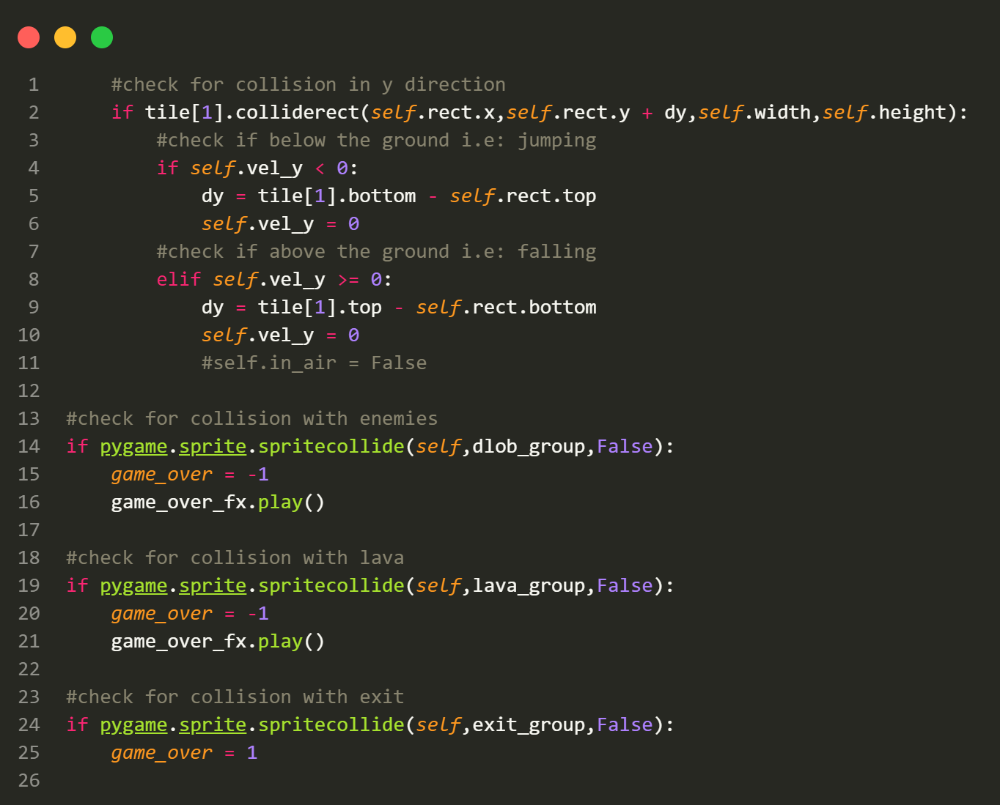 1 #check for collision in y direction
2 if tile[1].colliderect(self.rect.x,self.rect.y + dy,self.width,self.height):
3 #check if below the ground i.e: jumping
4 if self.vel_y < 0:
5 dy = tile[1].bottom - self.rect.top
6 self.vel_y = 0
7 #check if above the ground i.e: falling
8 elif self.vel_y >= 0:
9 dy = tile[1].top - self.rect.bottom
10 self.vel_y = 0
11 #self.in_air = False
12
13 #check for collision with enemies
14 if pygame.sprite.spritecollide(self,dlob_group,False):
15 game_over = -1
16 game_over_fx.play()
17
18 #check for collision with lava
19 if pygame.sprite.spritecollide(self,lava_group,False):
20 game_over = -1
21 game_over_fx.play()
22
23 #check for collision with exit
24 if pygame.sprite.spritecollide(self,exit_group,False):
25 game_over = 1
26